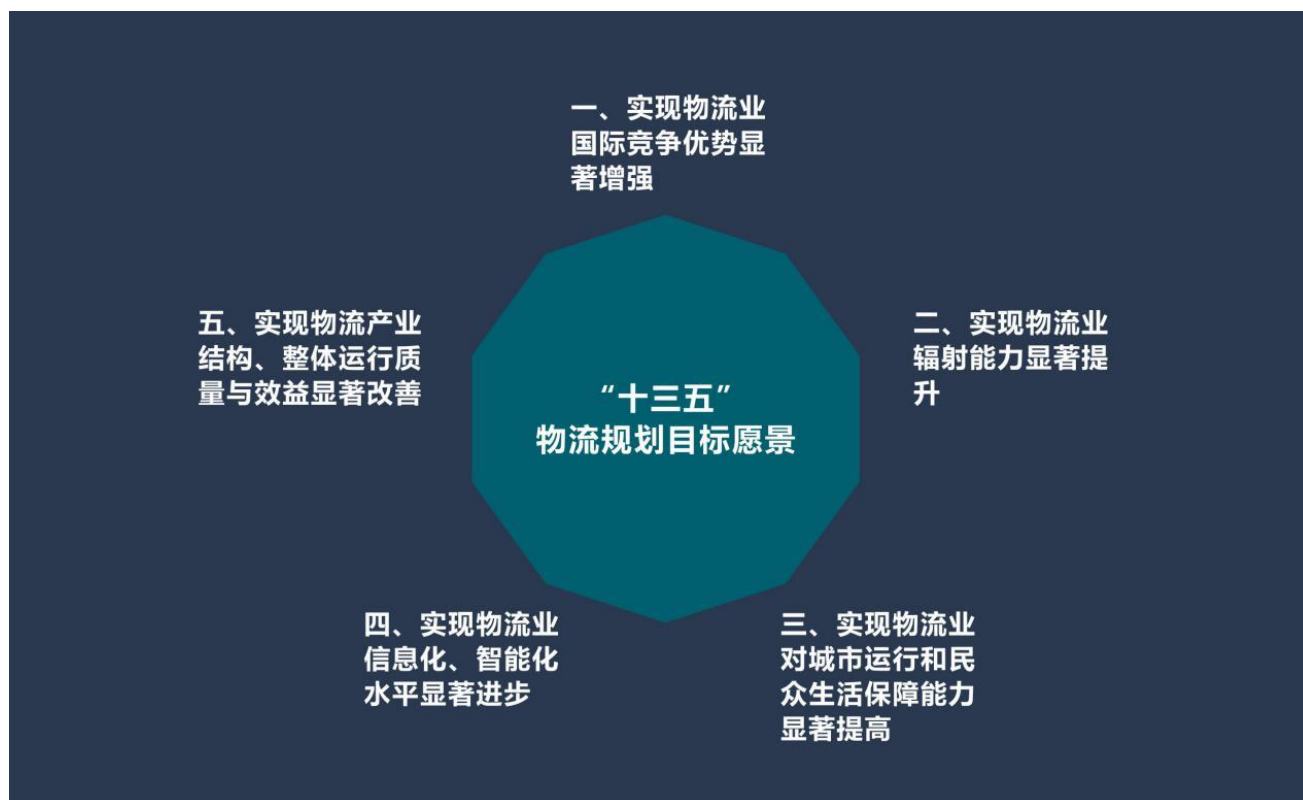 一、实现物流业
国际竞争优势显
著增强
五、实现物流产业
结构、整体运行质
量与效益显著改善
二、实现物流业
辐射能力显著提
升
“十三五”
物流规划目标愿景
四、实现物流业
信息化、智能化
水平显著进步
三、实现物流业
对城市运行和民
众生活保障能力
显著提高